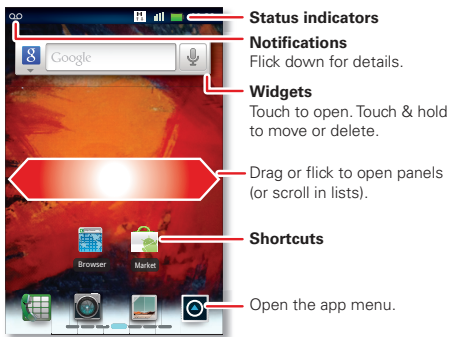 Status indicators
Notifications
Flick down for details.
8 Google
Widgets
Touch to open. Touch & hold
to move or delete.
Drag or flick to open panels
(or scroll in lists).
Shortcuts
Browser
Market
Open the app menu.